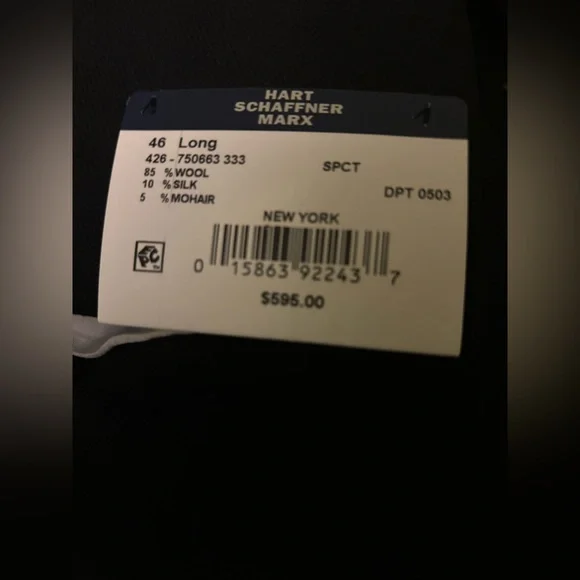 HART
SCHAFFNER
MARX
46 Long
426 - 750663 333
85 % WOOL
10 % SILK
5 % MOHAIR
SPCT
DPT 0503
NEW YORK
0 15863 92243 7
$595.00